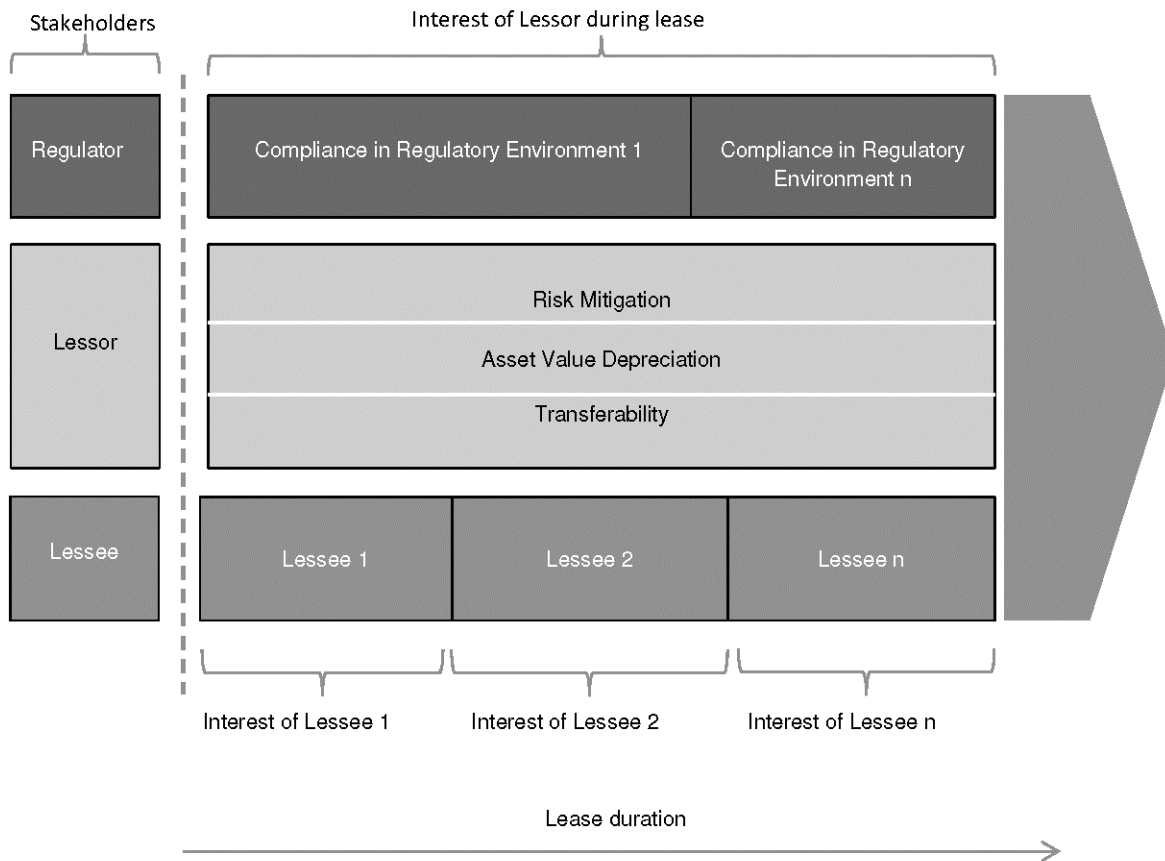 Stakeholders
Interest of Lessor during lease
Regulator
Compliance in Regulatory Environment 1
Compliance in Regulatory
Environment n
Lessor
Risk Mitigation
Asset Value Depreciation
Transferability
Lessee
Lessee 1
Lessee 2
Lessee n
Interest of Lessee 1
Interest of Lessee 2
Interest of Lessee n
Lease duration